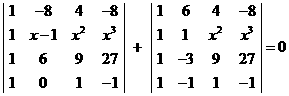 | 1 -8 4 -8 | | 1 6 4 -8 |
| 1 x-1 x² x³ | + | 1 1 x² x³ | =0
| 1 6 9 27 | | 1 -3 9 27 |
| 1 0 1 -1 | | 1 -1 1 -1 |